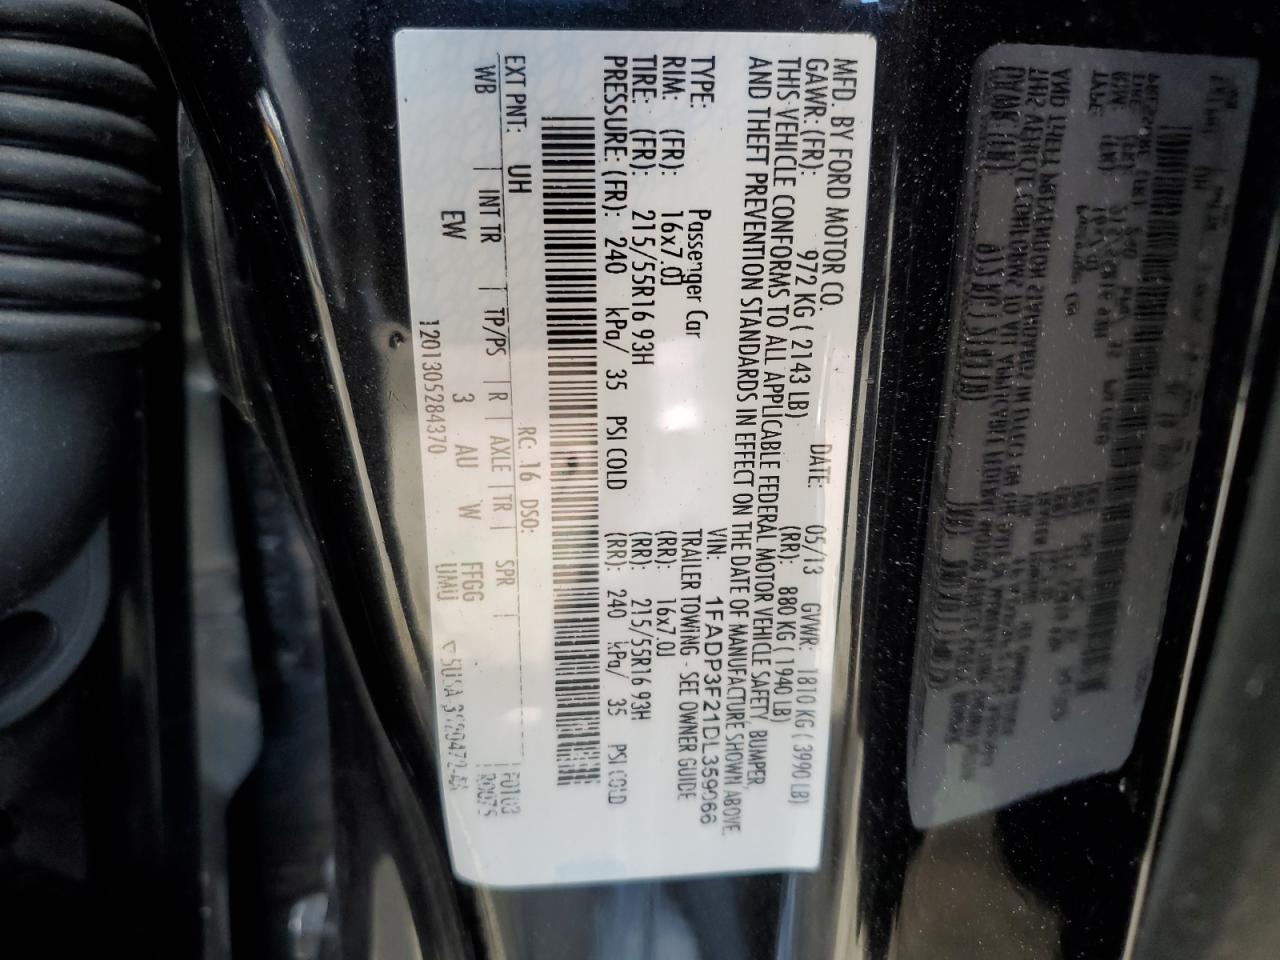 MFD. BY FORD MOTOR CO.
DATE: 05/13 GVWR: 1810 KG ( 3990 LB)
GAWR: (FR): 972 KG ( 2143 LB) (RR): 880 KG ( 1940 LB)
THIS VEHICLE CONFORMS TO ALL APPLICABLE FEDERAL MOTOR VEHICLE SAFETY, BUMPER,
AND THEFT PREVENTION STANDARDS IN EFFECT ON THE DATE OF MANUFACTURE SHOWN ABOVE.
VIN: 1FADP3F21DL359066
TYPE: Passenger Car TRAILER TOWING - SEE OWNER GUIDE
RIM: (FR): 16x7.0J (RR): 16x7.0J
TIRE: (FR): 215/55R16 93H (RR): 215/55R16 93H
PRESSURE: (FR): 240 kPa/ 35 PSI COLD (RR): 240 kPa/ 35 PSI COLD
EXT PNT: UH RC: 16 DSO:
WB | INT TR | TP/PS | R | AXLE | TR | SPR |
EW 3 AU W FFGG
1201305284370 UMU